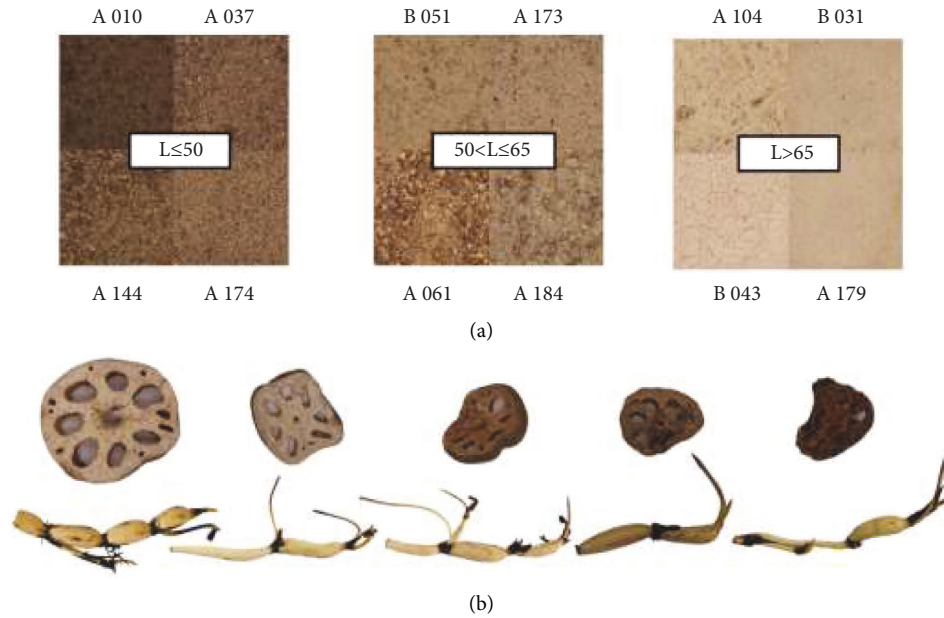 A 010 A 037 B 051 A 173 A 104 B 031
L≤50 50<L≤65 L>65
A 144 A 174 A 061 A 184 B 043 A 179
(a)
(b)